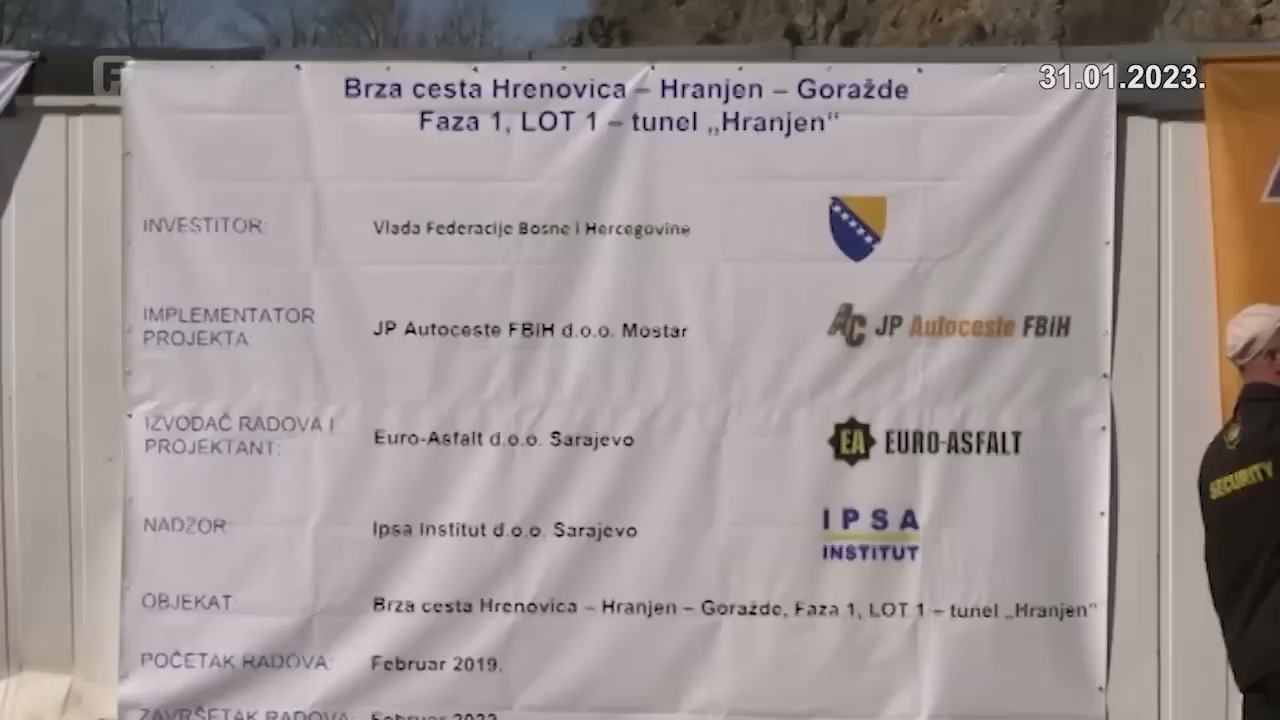 31.01.2023.
Brza cesta Hrenovica – Hranjen – Goražde
Faza 1, LOT 1 – tunel „Hranjen“
INVESTITOR: Vlada Federacije Bosne i Hercegovine
IMPLEMENTATOR PROJEKTA JP Autoceste FBiH d.o.o. Mostar
AC JP Autoceste FBiH
IZVOĐAČ RADOVA I PROJEKTANT: Euro-Asfalt d.o.o. Sarajevo
EA EURO-ASFALT
NADZOR: Ipsa Institut d.o.o. Sarajevo
IPSA
INSTITUT
OBJEKAT: Brza cesta Hrenovica – Hranjen – Goražde, Faza 1, LOT 1 – tunel „Hranjen“
POČETAK RADOVA: Februar 2019.
ZAVRŠETAK RADOVA: Februar
SECURITY